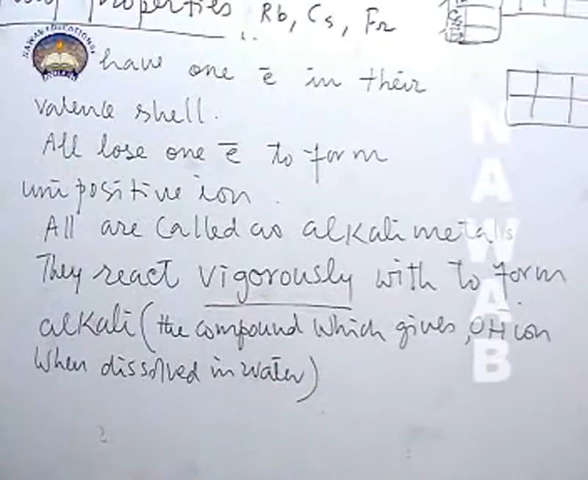 Properties Rb, Cs, Fr
have one ē in their
valence shell.
All lose one ē to form
uni positive ion.
All are Called as alkali metals
They react vigorously with to form
alkali (the compound which gives OH ion
When dissolved in water)
NAWAB